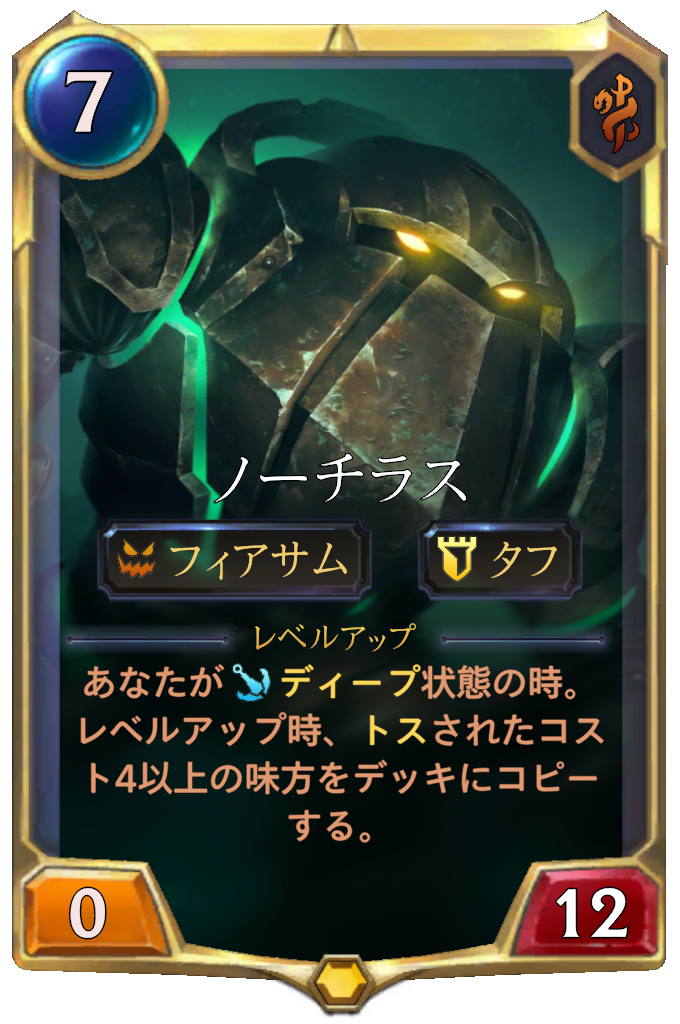 7
ノーチラス
フィアサム タフ
レベルアップ
あなたがディープ状態の時。
レベルアップ時、トスされたコス
ト4以上の味方をデッキにコピー
する。
0 12